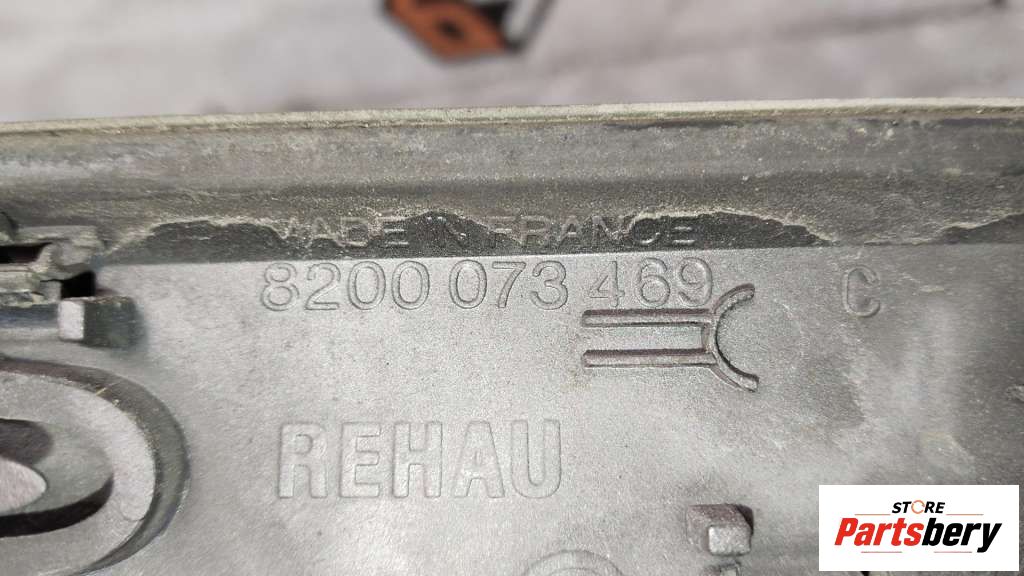 MADE IN FRANCE
8200 073 469
C
REHAU
STORE
Partsbery